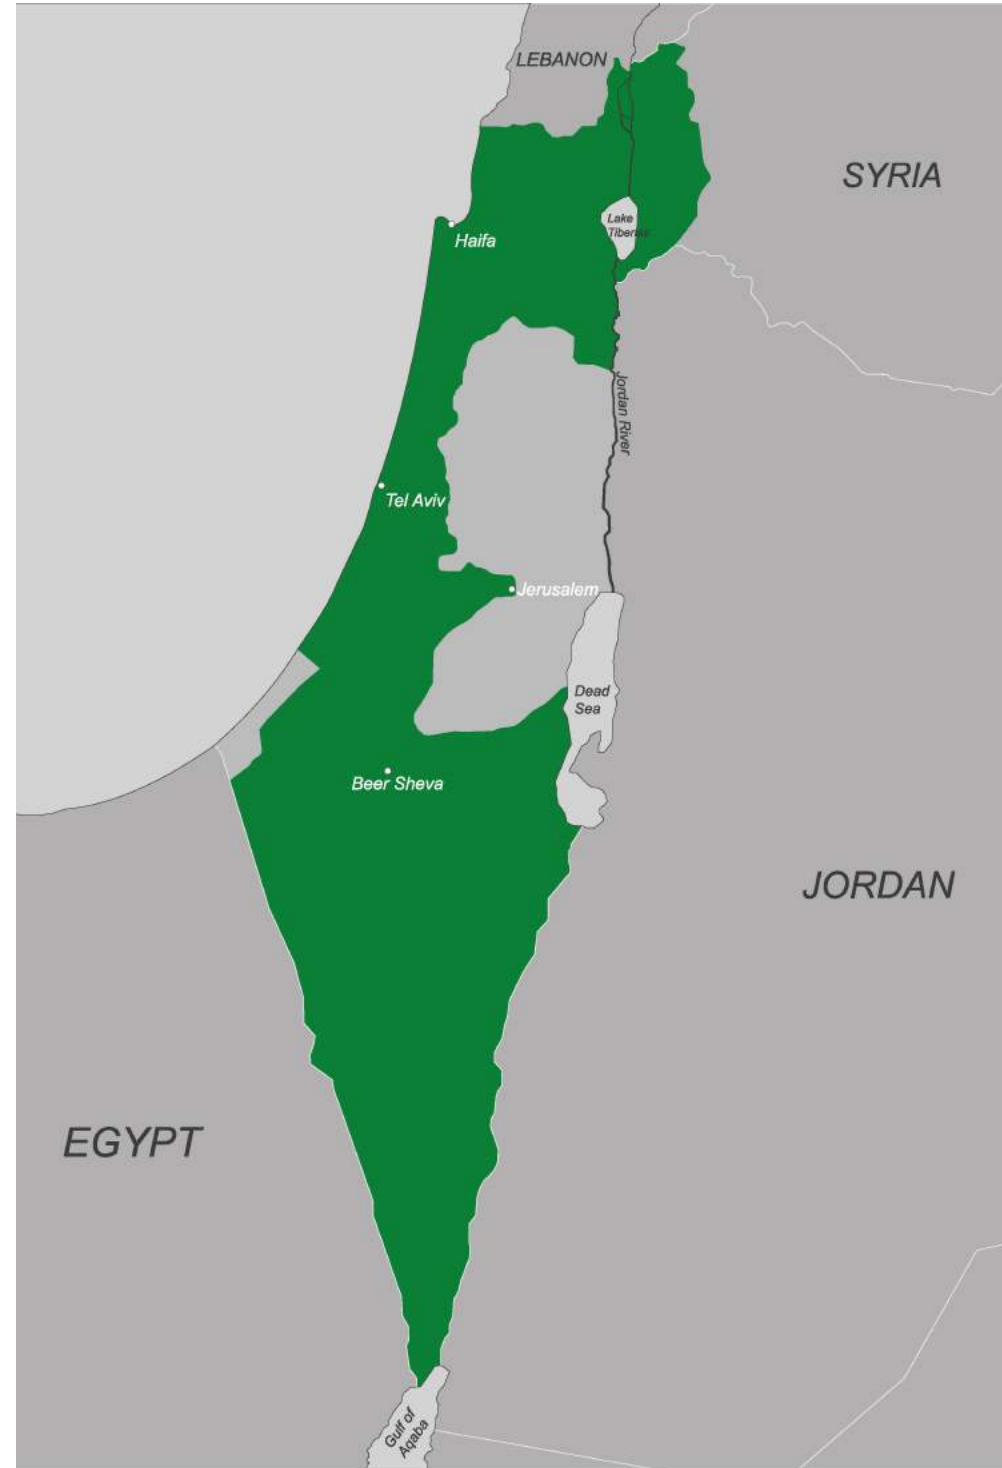 LEBANON
SYRIA
Haifa
Lake
Tiberias
Jordan River
Tel Aviv
Jerusalem
Dead
Sea
Beer Sheva
JORDAN
EGYPT
Gulf of
Aqaba